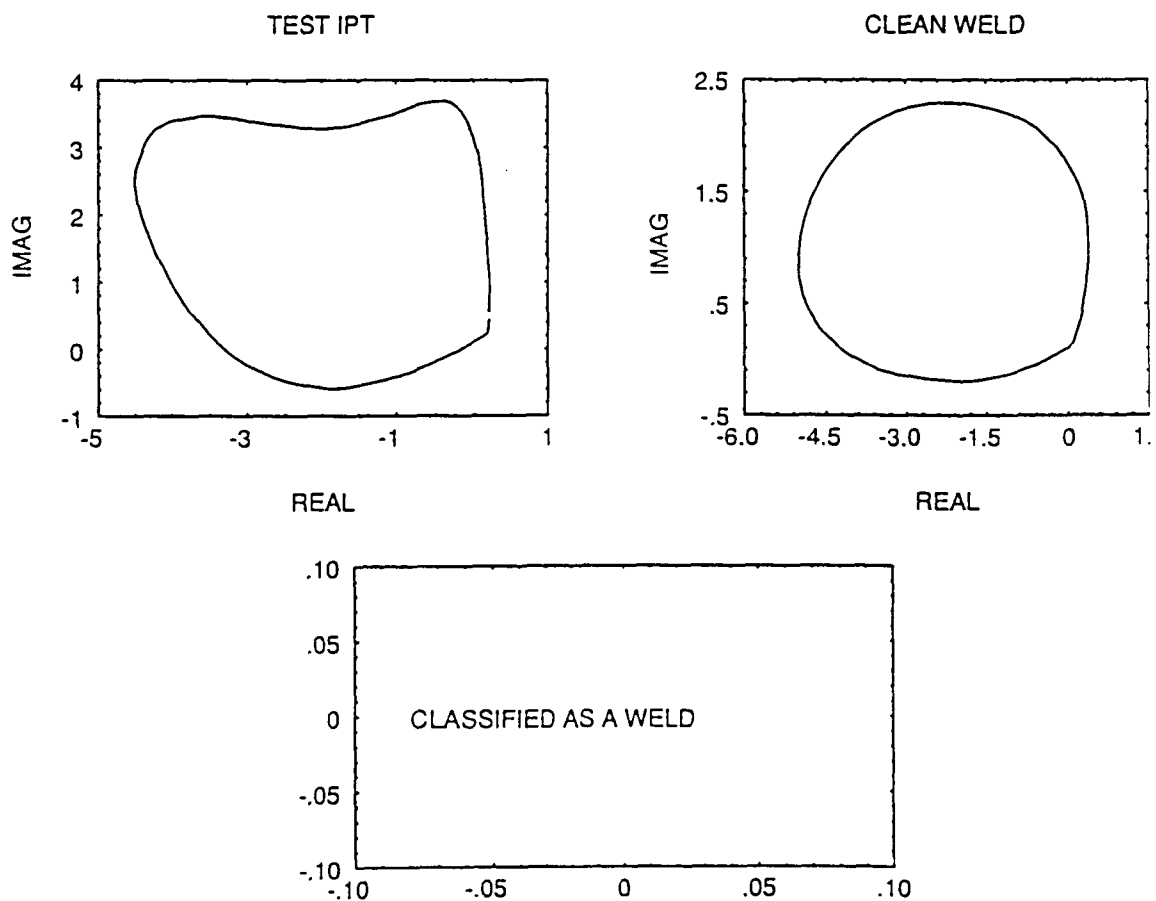 TEST IPT
4
3
2
1
0
-1
IMAG
-5 -3 -1 1
REAL
CLEAN WELD
2.5
1.5
.5
-.5
IMAG
-6.0 -4.5 -3.0 -1.5 0 1.
REAL
.10
.05
0
-.05
-.10
CLASSIFIED AS A WELD
-.10 -.05 0 .05 .10